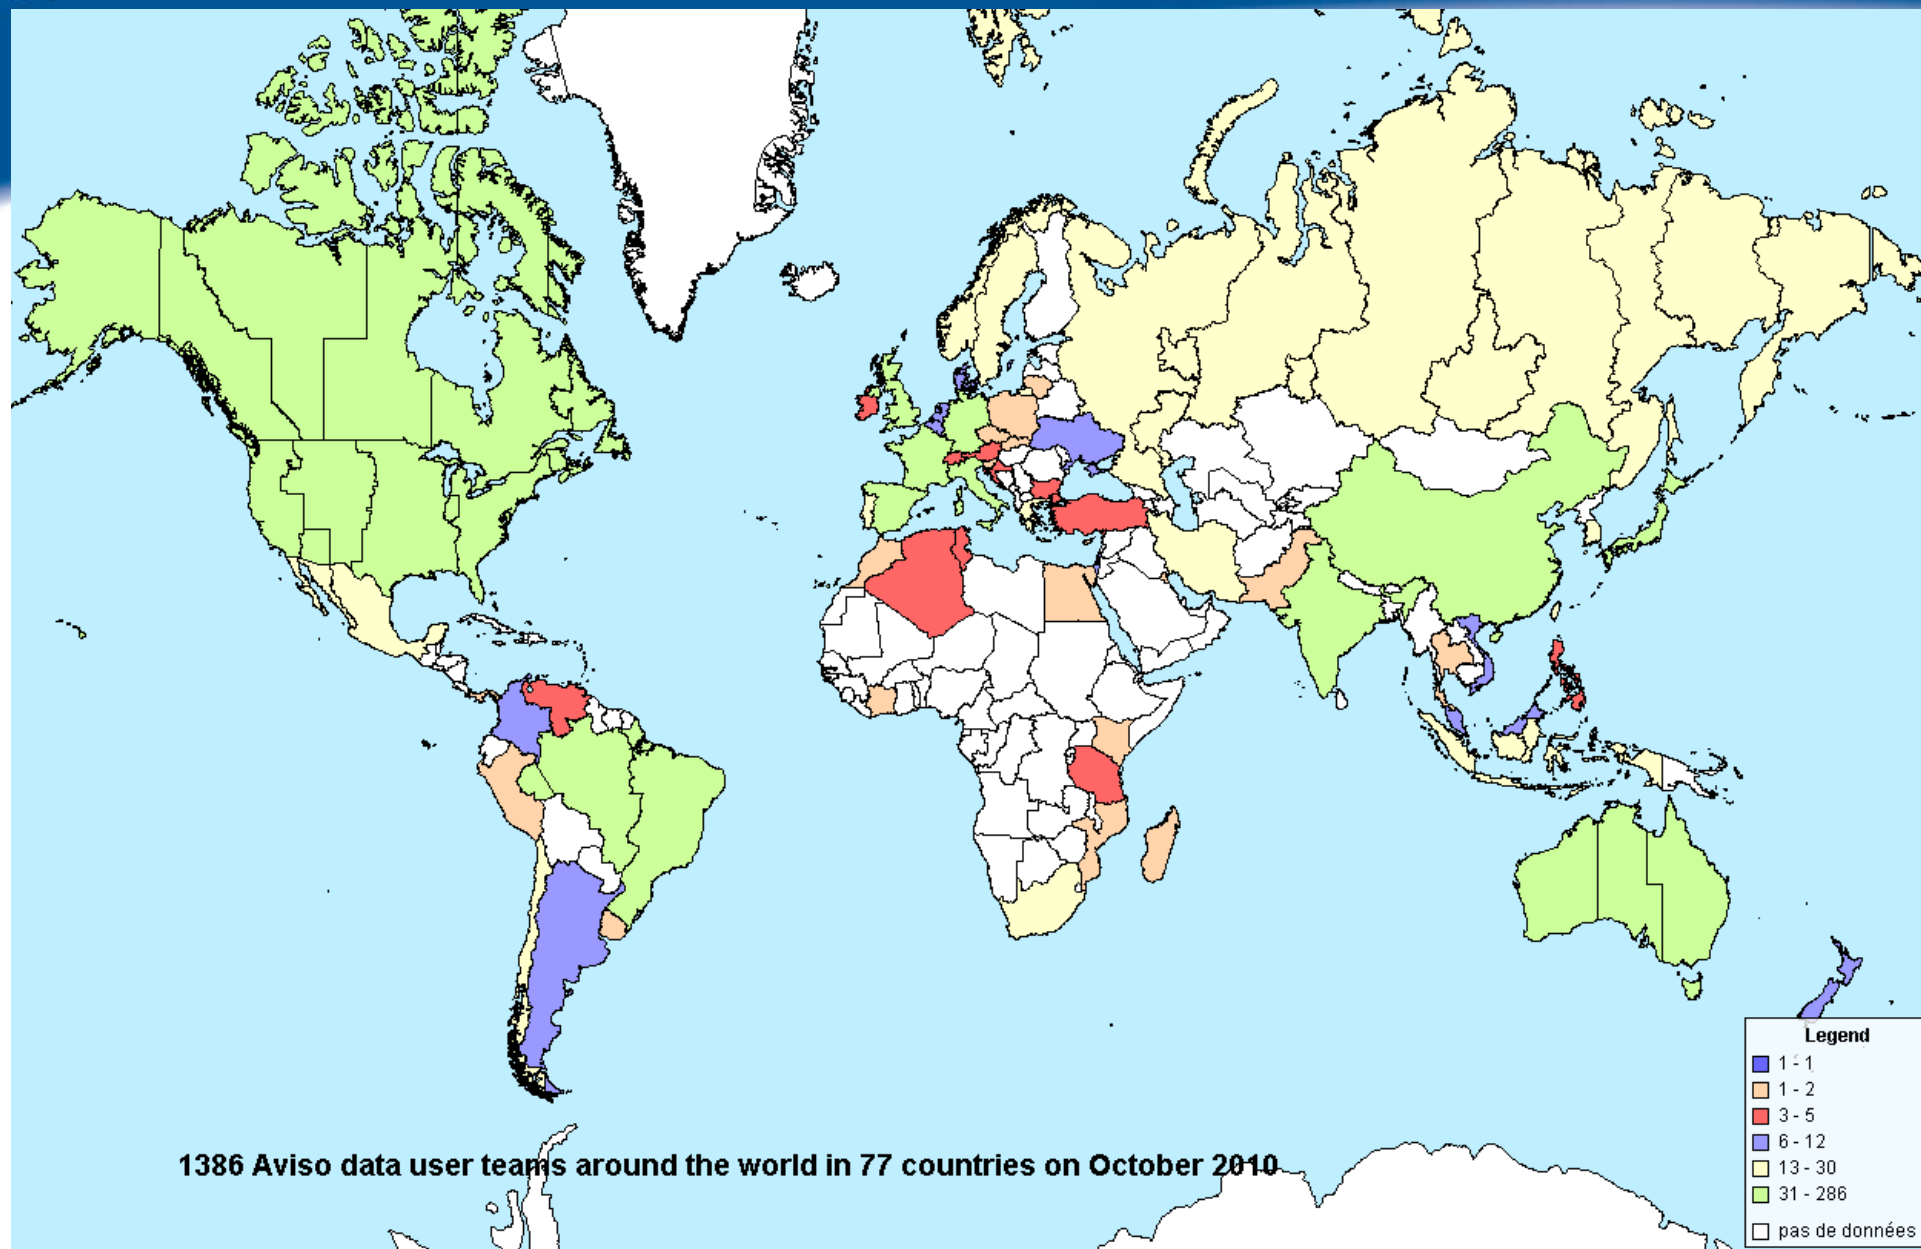 1386 Aviso data user teams around the world in 77 countries on October 2010
Legend
1 - 1
1 - 2
3 - 5
6 - 12
13 - 30
31 - 286
pas de données